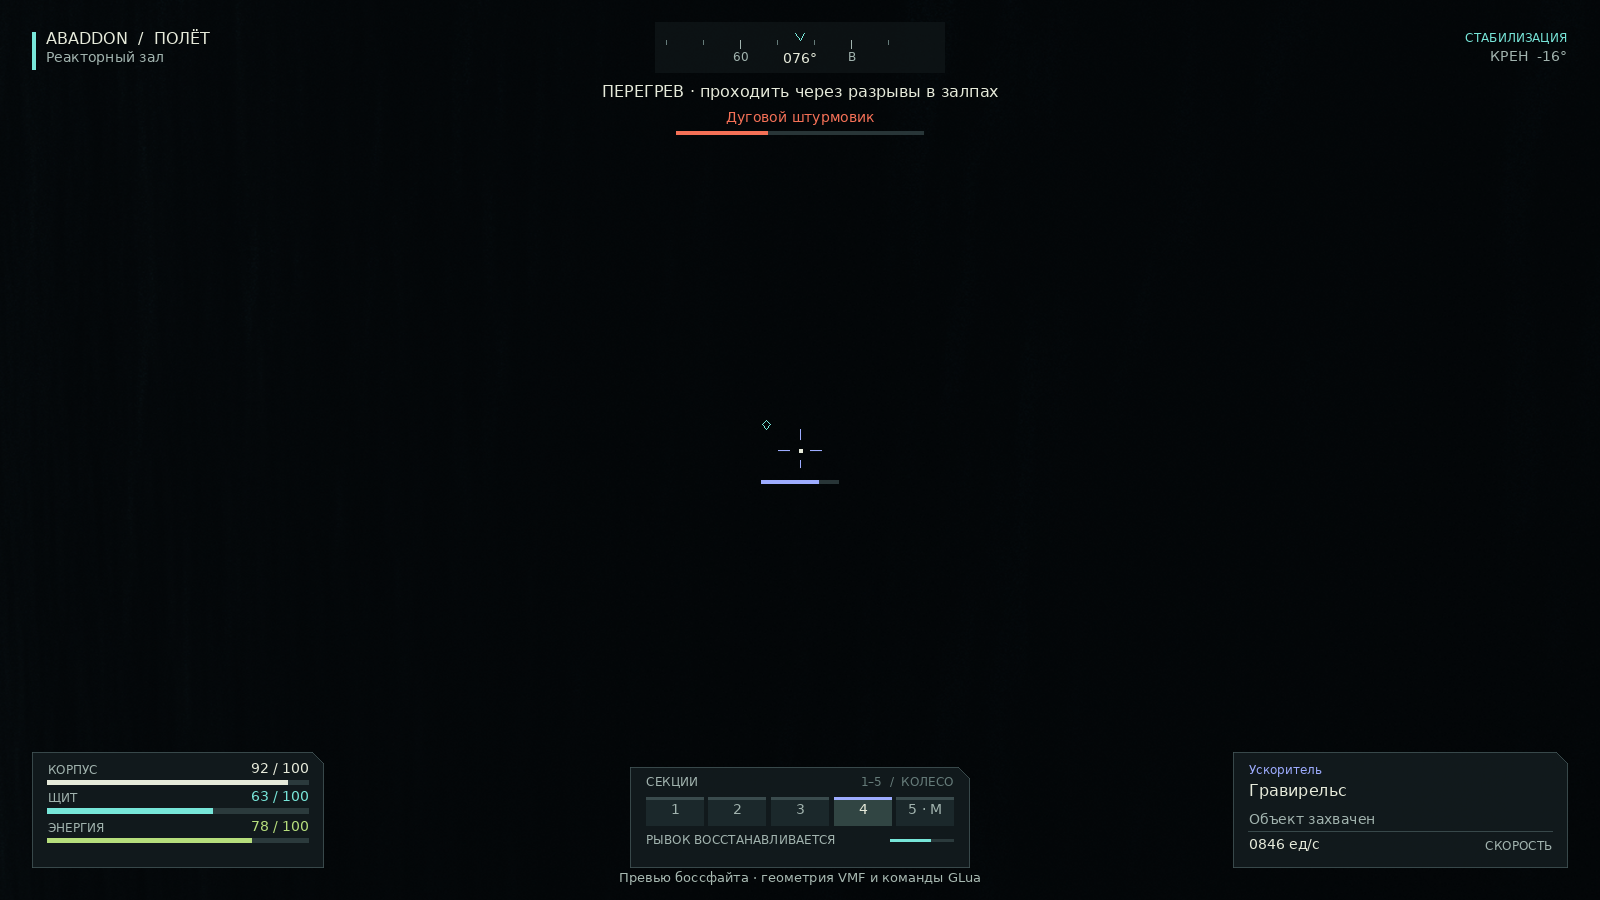 ABADDON / ПОЛЁТ
Реакторный зал
60 076° В
СТАБИЛИЗАЦИЯ
КРЕН -16°
ПЕРЕГРЕВ · проходить через разрывы в залпах
Дуговой штурмовик
КОРПУС 92 / 100
ЩИТ 63 / 100
ЭНЕРГИЯ 78 / 100
СЕКЦИИ 1–5 / КОЛЕСО
1 2 3 4 5 · М
РЫВОК ВОССТАНАВЛИВАЕТСЯ
Ускоритель
Гравирельс
Объект захвачен
0846 ед/с СКОРОСТЬ
Превью боссфайта · геометрия VMF и команды GLua